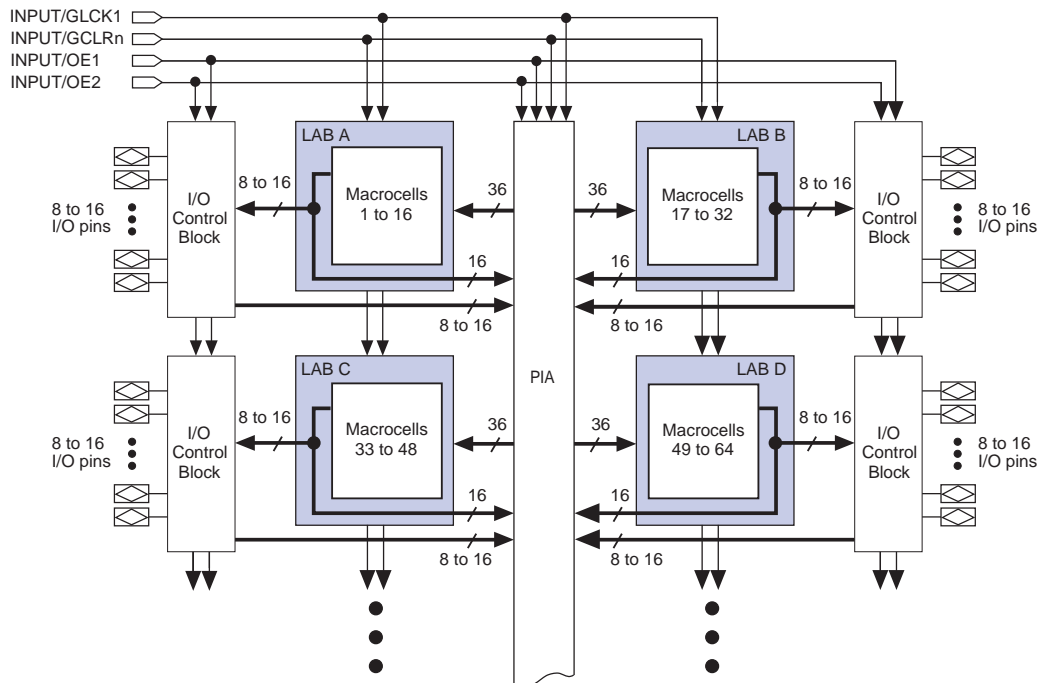 INPUT/GLCK1
INPUT/GCLRn
INPUT/OE1
INPUT/OE2
LAB A
LAB B
8 to 16
I/O pins
I/O
Control
Block
8 to 16
Macrocells
1 to 16
36
36
Macrocells
17 to 32
8 to 16
I/O
Control
Block
8 to 16
I/O pins
16
16
8 to 16
8 to 16
LAB C
PIA
LAB D
8 to 16
I/O pins
I/O
Control
Block
8 to 16
Macrocells
33 to 48
36
36
Macrocells
49 to 64
8 to 16
I/O
Control
Block
8 to 16
I/O pins
16
16
8 to 16
8 to 16